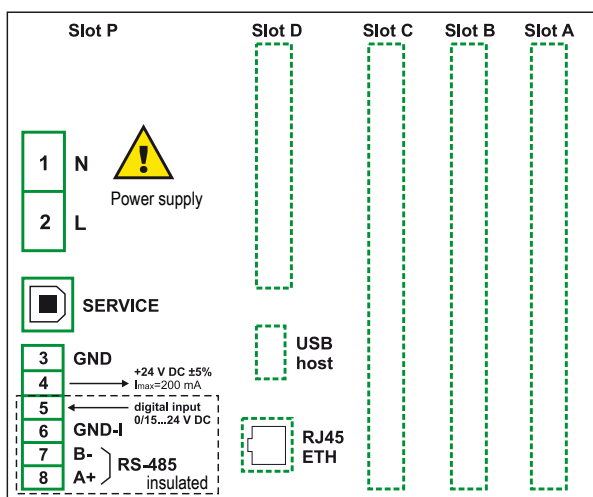 Slot P Slot D Slot C Slot B Slot A
1 N
!
Power supply
2 L
SERVICE
USB
host
3 GND
4 +24 V DC ±5%
Imax=200 mA
5 digital input
0/15...24 V DC
6 GND-I
7 B-
8 A+
RS-485
insulated
RJ45
ETH